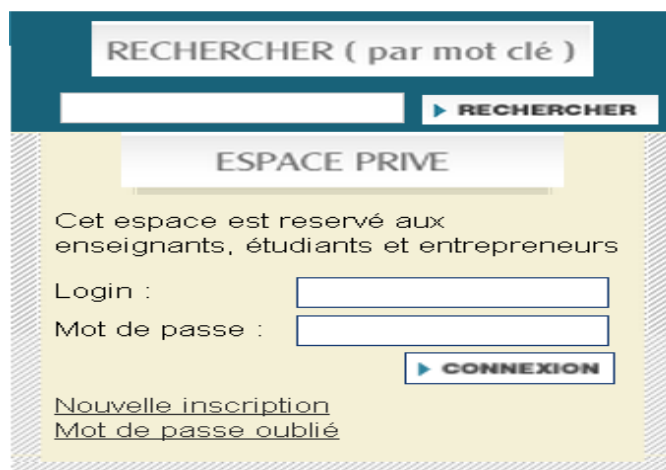 RECHERCHER ( par mot clé )
RECHERCHER
ESPACE PRIVE
Cet espace est reservé aux
enseignants, étudiants et entrepreneurs
Login :
Mot de passe :
CONNEXION
Nouvelle inscription
Mot de passe oublié